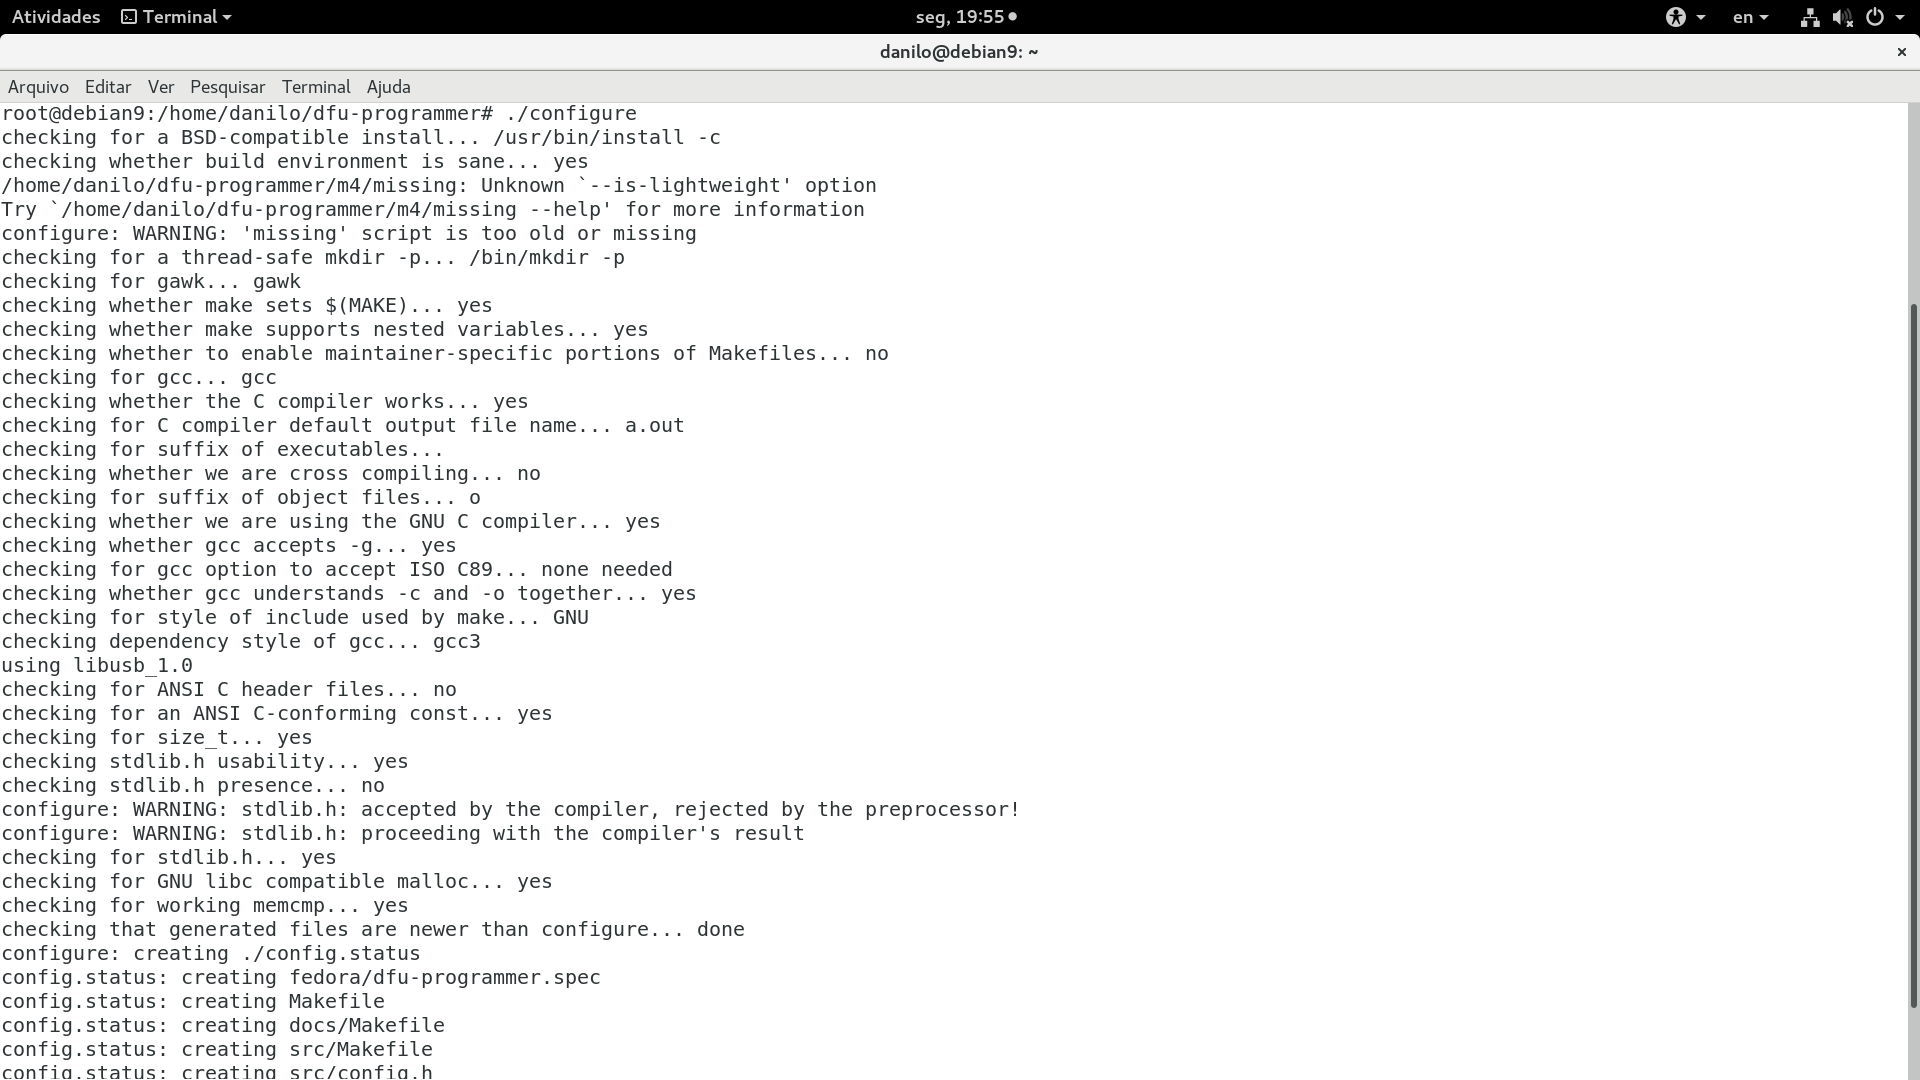 Atividades Terminal seg, 19:55 en
danilo@debian9: ~ ×
Arquivo Editar Ver Pesquisar Terminal Ajuda
root@debian9:/home/danilo/dfu-programmer# ./configure
checking for a BSD-compatible install... /usr/bin/install -c
checking whether build environment is sane... yes
/home/danilo/dfu-programmer/m4/missing: Unknown `--is-lightweight' option
Try `/home/danilo/dfu-programmer/m4/missing --help' for more information
configure: WARNING: 'missing' script is too old or missing
checking for a thread-safe mkdir -p... /bin/mkdir -p
checking for gawk... gawk
checking whether make sets $(MAKE)... yes
checking whether make supports nested variables... yes
checking whether to enable maintainer-specific portions of Makefiles... no
checking for gcc... gcc
checking whether the C compiler works... yes
checking for C compiler default output file name... a.out
checking for suffix of executables...
checking whether we are cross compiling... no
checking for suffix of object files... o
checking whether we are using the GNU C compiler... yes
checking whether gcc accepts -g... yes
checking for gcc option to accept ISO C89... none needed
checking whether gcc understands -c and -o together... yes
checking for style of include used by make... GNU
checking dependency style of gcc... gcc3
using libusb_1.0
checking for ANSI C header files... no
checking for an ANSI C-conforming const... yes
checking for size_t... yes
checking stdlib.h usability... yes
checking stdlib.h presence... no
configure: WARNING: stdlib.h: accepted by the compiler, rejected by the preprocessor!
configure: WARNING: stdlib.h: proceeding with the compiler's result
checking for stdlib.h... yes
checking for GNU libc compatible malloc... yes
checking for working memcmp... yes
checking that generated files are newer than configure... done
configure: creating ./config.status
config.status: creating fedora/dfu-programmer.spec
config.status: creating Makefile
config.status: creating docs/Makefile
config.status: creating src/Makefile
config.status: creating src/config.h